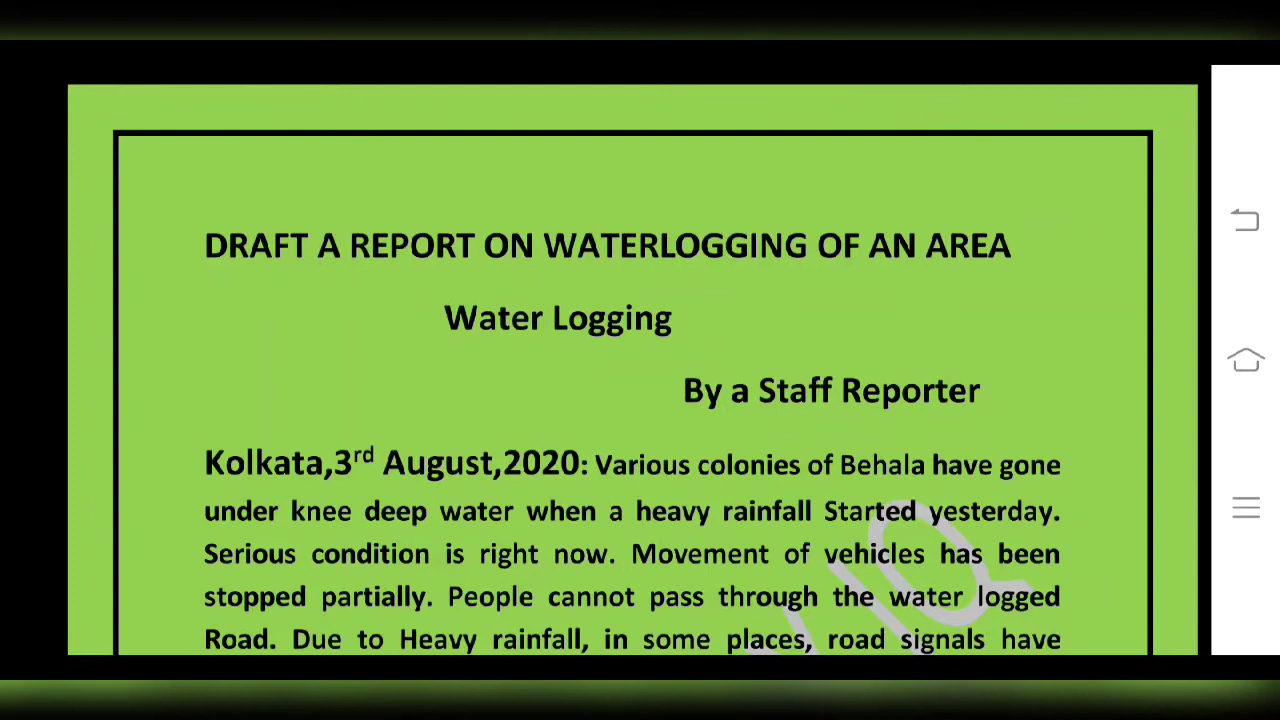 DRAFT A REPORT ON WATERLOGGING OF AN AREA
Water Logging
By a Staff Reporter
Kolkata,3rd August,2020: Various colonies of Behala have gone
under knee deep water when a heavy rainfall Started yesterday.
Serious condition is right now. Movement of vehicles has been
stopped partially. People cannot pass through the water logged
Road. Due to Heavy rainfall, in some places, road signals have